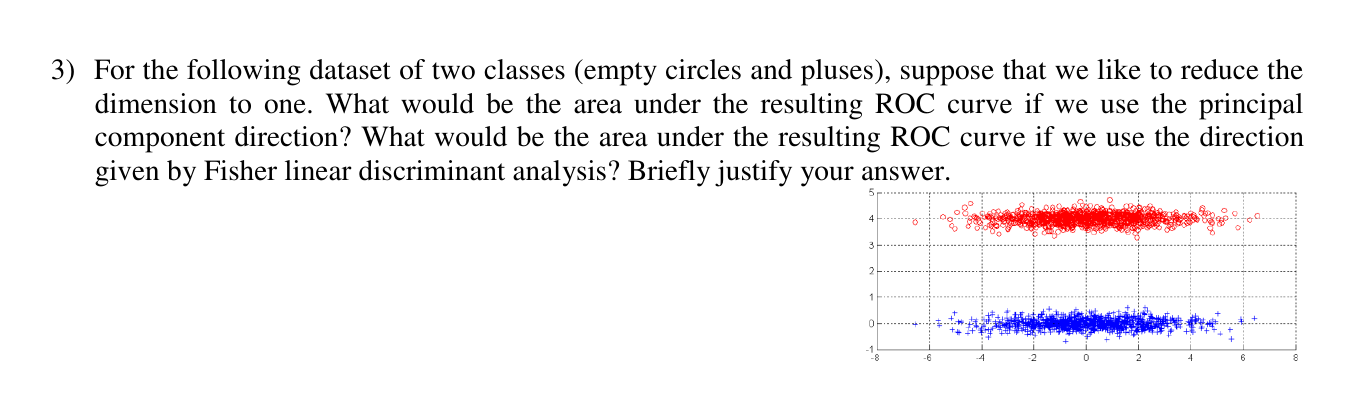 3) For the following dataset of two classes (empty circles and pluses), suppose that we like to reduce the
dimension to one. What would be the area under the resulting ROC curve if we use the principal
component direction? What would be the area under the resulting ROC curve if we use the direction
given by Fisher linear discriminant analysis? Briefly justify your answer.
5
4
3
2
1
0
-1
-8 -6 -4 -2 0 2 4 6 8